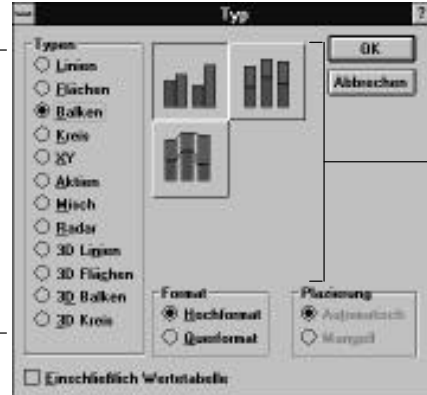 Typ
?
Typen
Linien
Flächen
Balken
Kreis
XY
Aktien
Misch
Radar
3D Linien
3D Flächen
3D Balken
3D Kreis
OK
Abbrechen
Format
Hochformat
Querformat
Plazierung
Automatisch
Manuell
Einschließlich Wertetabelle